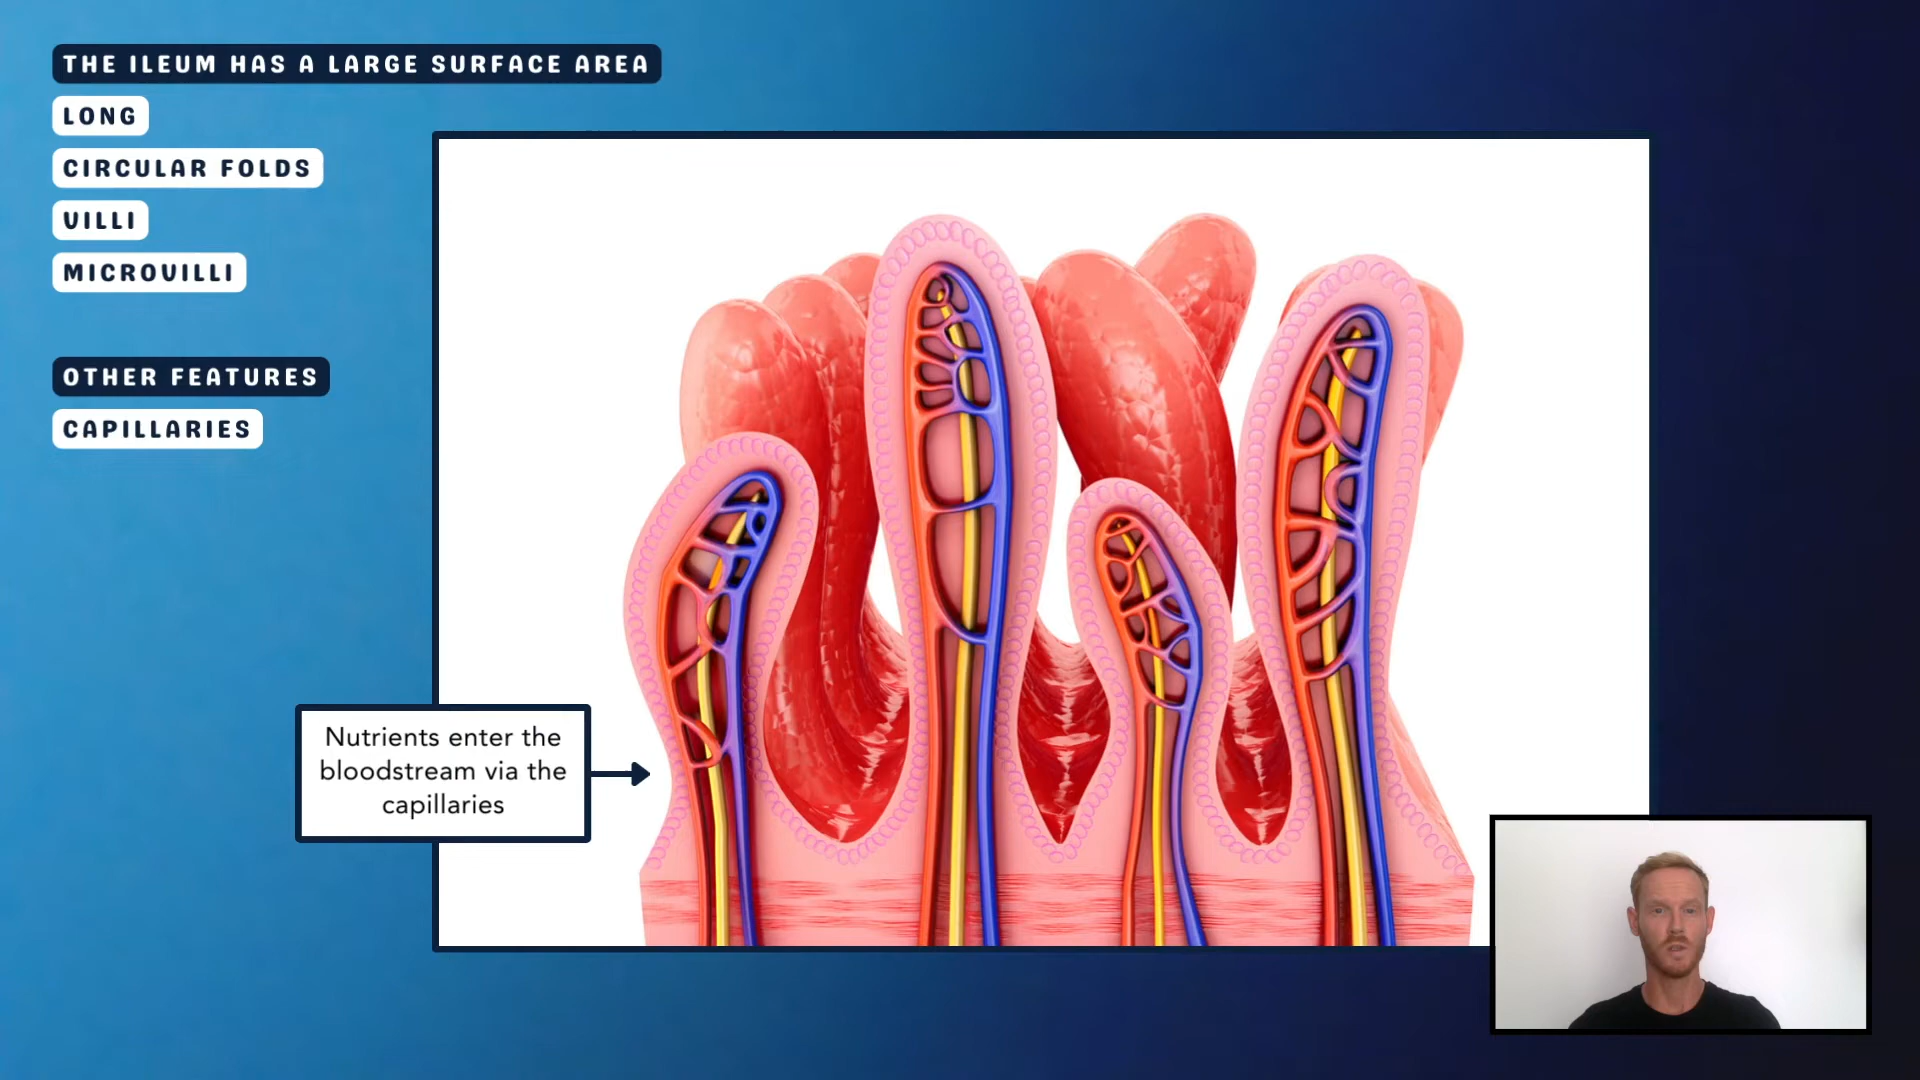 THE ILEUM HAS A LARGE SURFACE AREA
LONG
CIRCULAR FOLDS
VILLI
MICROVILLI
OTHER FEATURES
CAPILLARIES
Nutrients enter the
bloodstream via the
capillaries